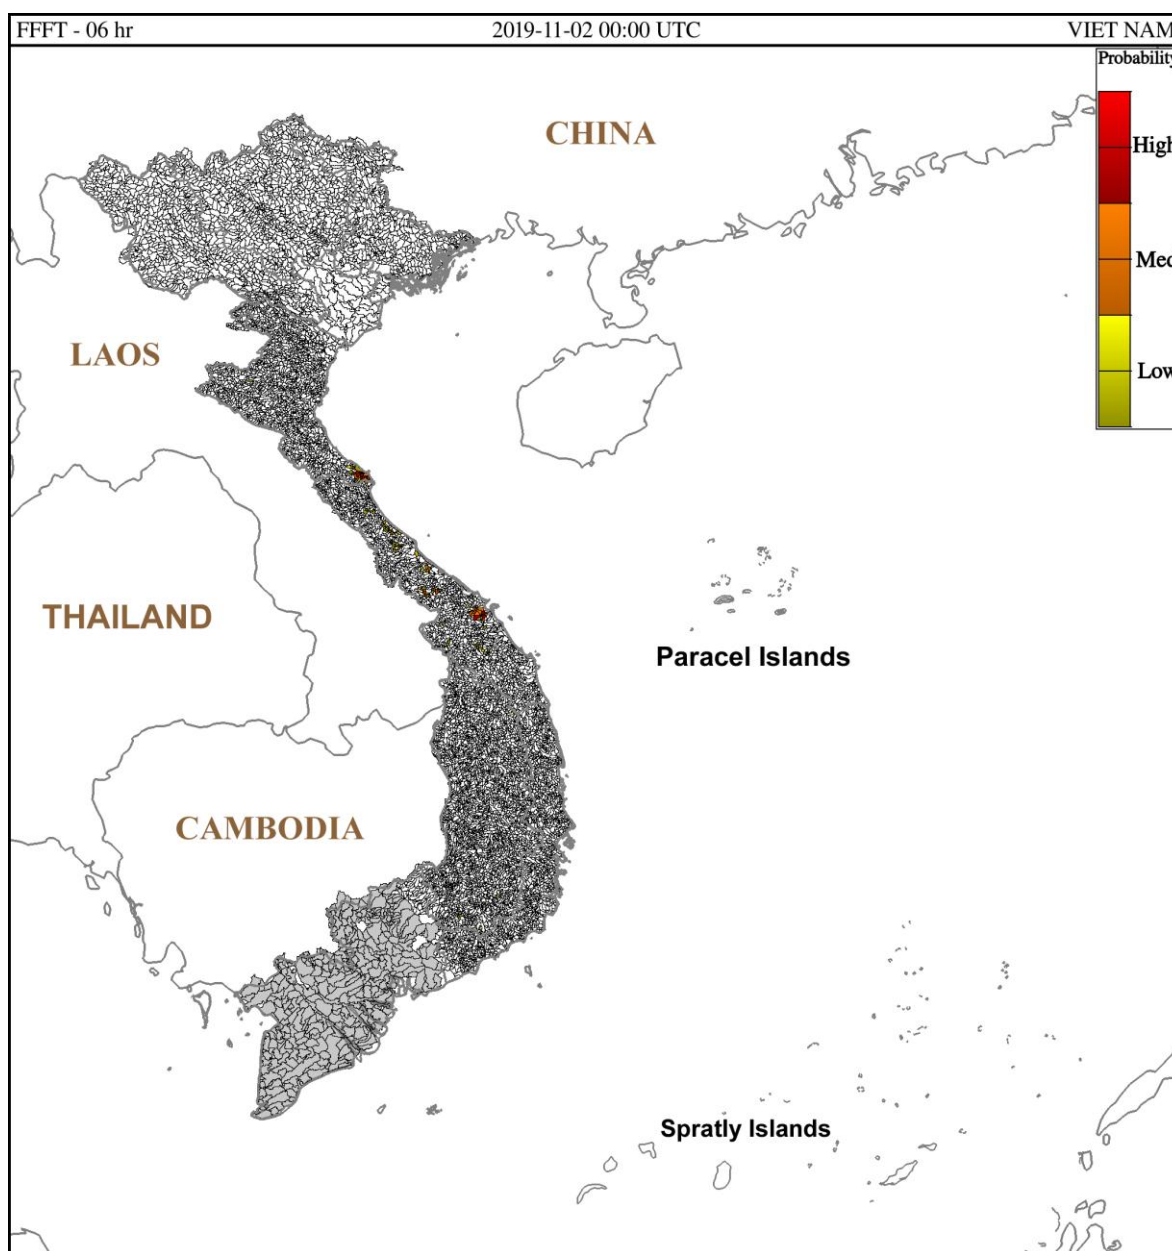 FFFT - 06 hr 2019-11-02 00:00 UTC VIET NAM
Probability
CHINA
High
Med
LAOS
Low
THAILAND
Paracel Islands
CAMBODIA
Spratly Islands